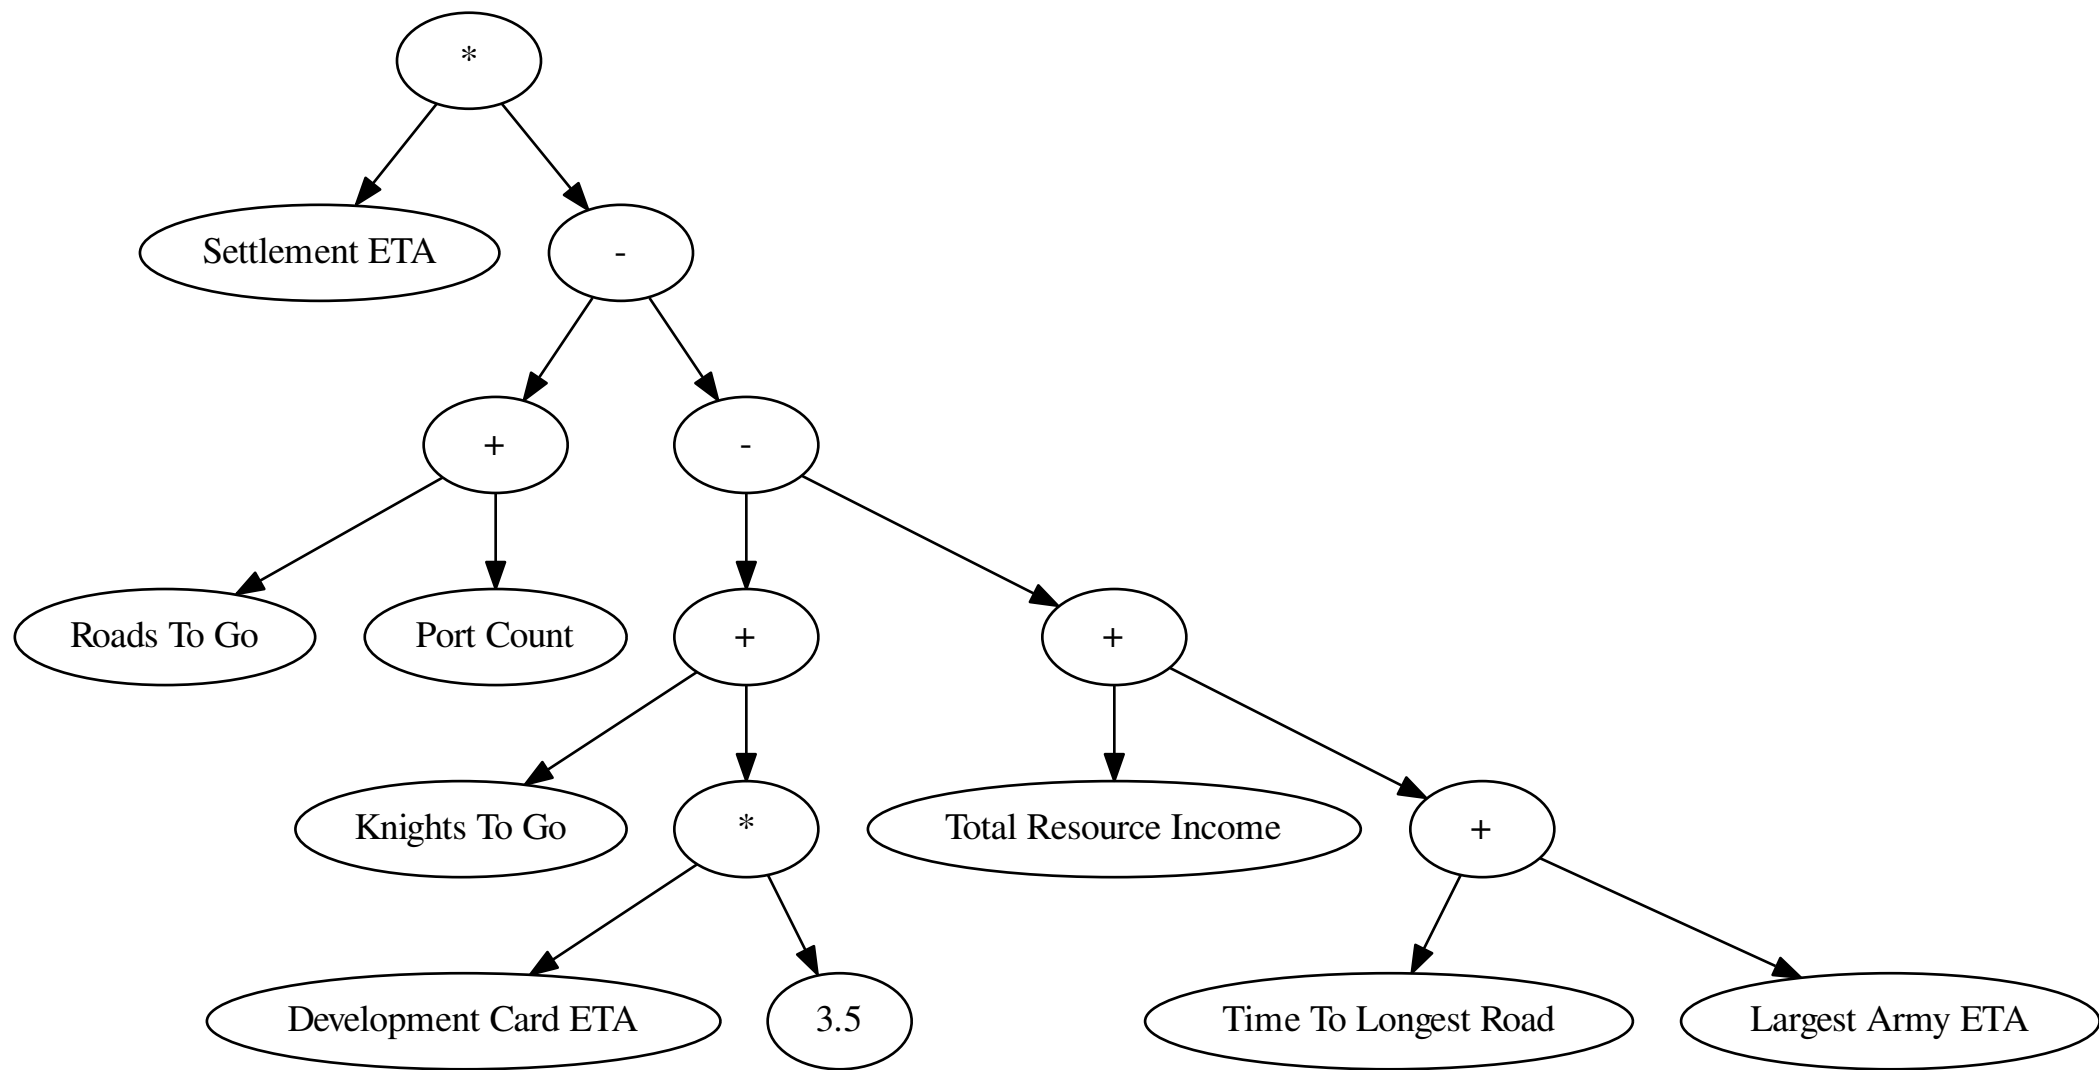 *
Settlement ETA
-
+
-
Roads To Go
Port Count
+
+
Knights To Go
*
Total Resource Income
+
Development Card ETA
3.5
Time To Longest Road
Largest Army ETA